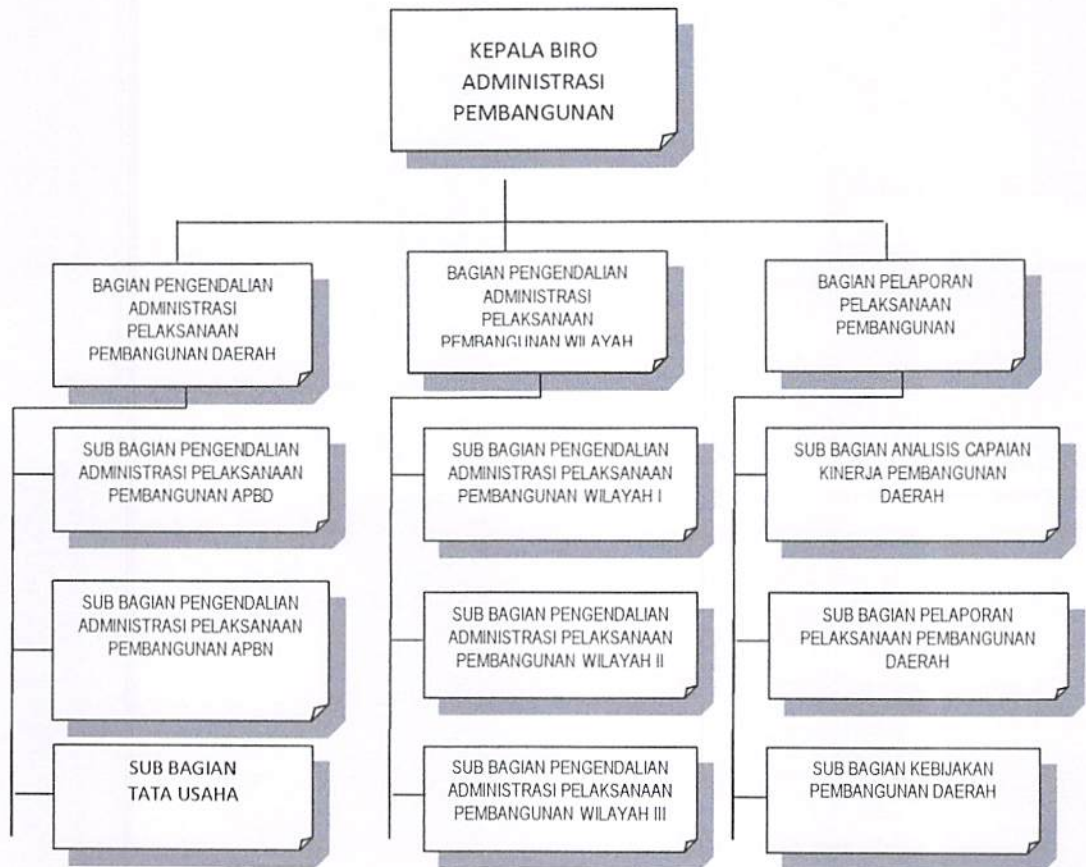 KEPALA BIRO
ADMINISTRASI
PEMBANGUNAN
BAGIAN PENGENDALIAN
ADMINISTRASI
PELAKSANAAN
PEMBANGUNAN DAERAH
BAGIAN PENGENDALIAN
ADMINISTRASI
PELAKSANAAN
PEMBANGUNAN WILAYAH
BAGIAN PELAPORAN
PELAKSANAAN
PEMBANGUNAN
SUB BAGIAN PENGENDALIAN
ADMINISTRASI PELAKSANAAN
PEMBANGUNAN APBD
SUB BAGIAN PENGENDALIAN
ADMINISTRASI PELAKSANAAN
PEMBANGUNAN WILAYAH I
SUB BAGIAN ANALISIS CAPAIAN
KINERJA PEMBANGUNAN
DAERAH
SUB BAGIAN PENGENDALIAN
ADMINISTRASI PELAKSANAAN
PEMBANGUNAN APBN
SUB BAGIAN PENGENDALIAN
ADMINISTRASI PELAKSANAAN
PEMBANGUNAN WILAYAH II
SUB BAGIAN PELAPORAN
PELAKSANAAN PEMBANGUNAN
DAERAH
SUB BAGIAN
TATA USAHA
SUB BAGIAN PENGENDALIAN
ADMINISTRASI PELAKSANAAN
PEMBANGUNAN WILAYAH III
SUB BAGIAN KEBIJAKAN
PEMBANGUNAN DAERAH